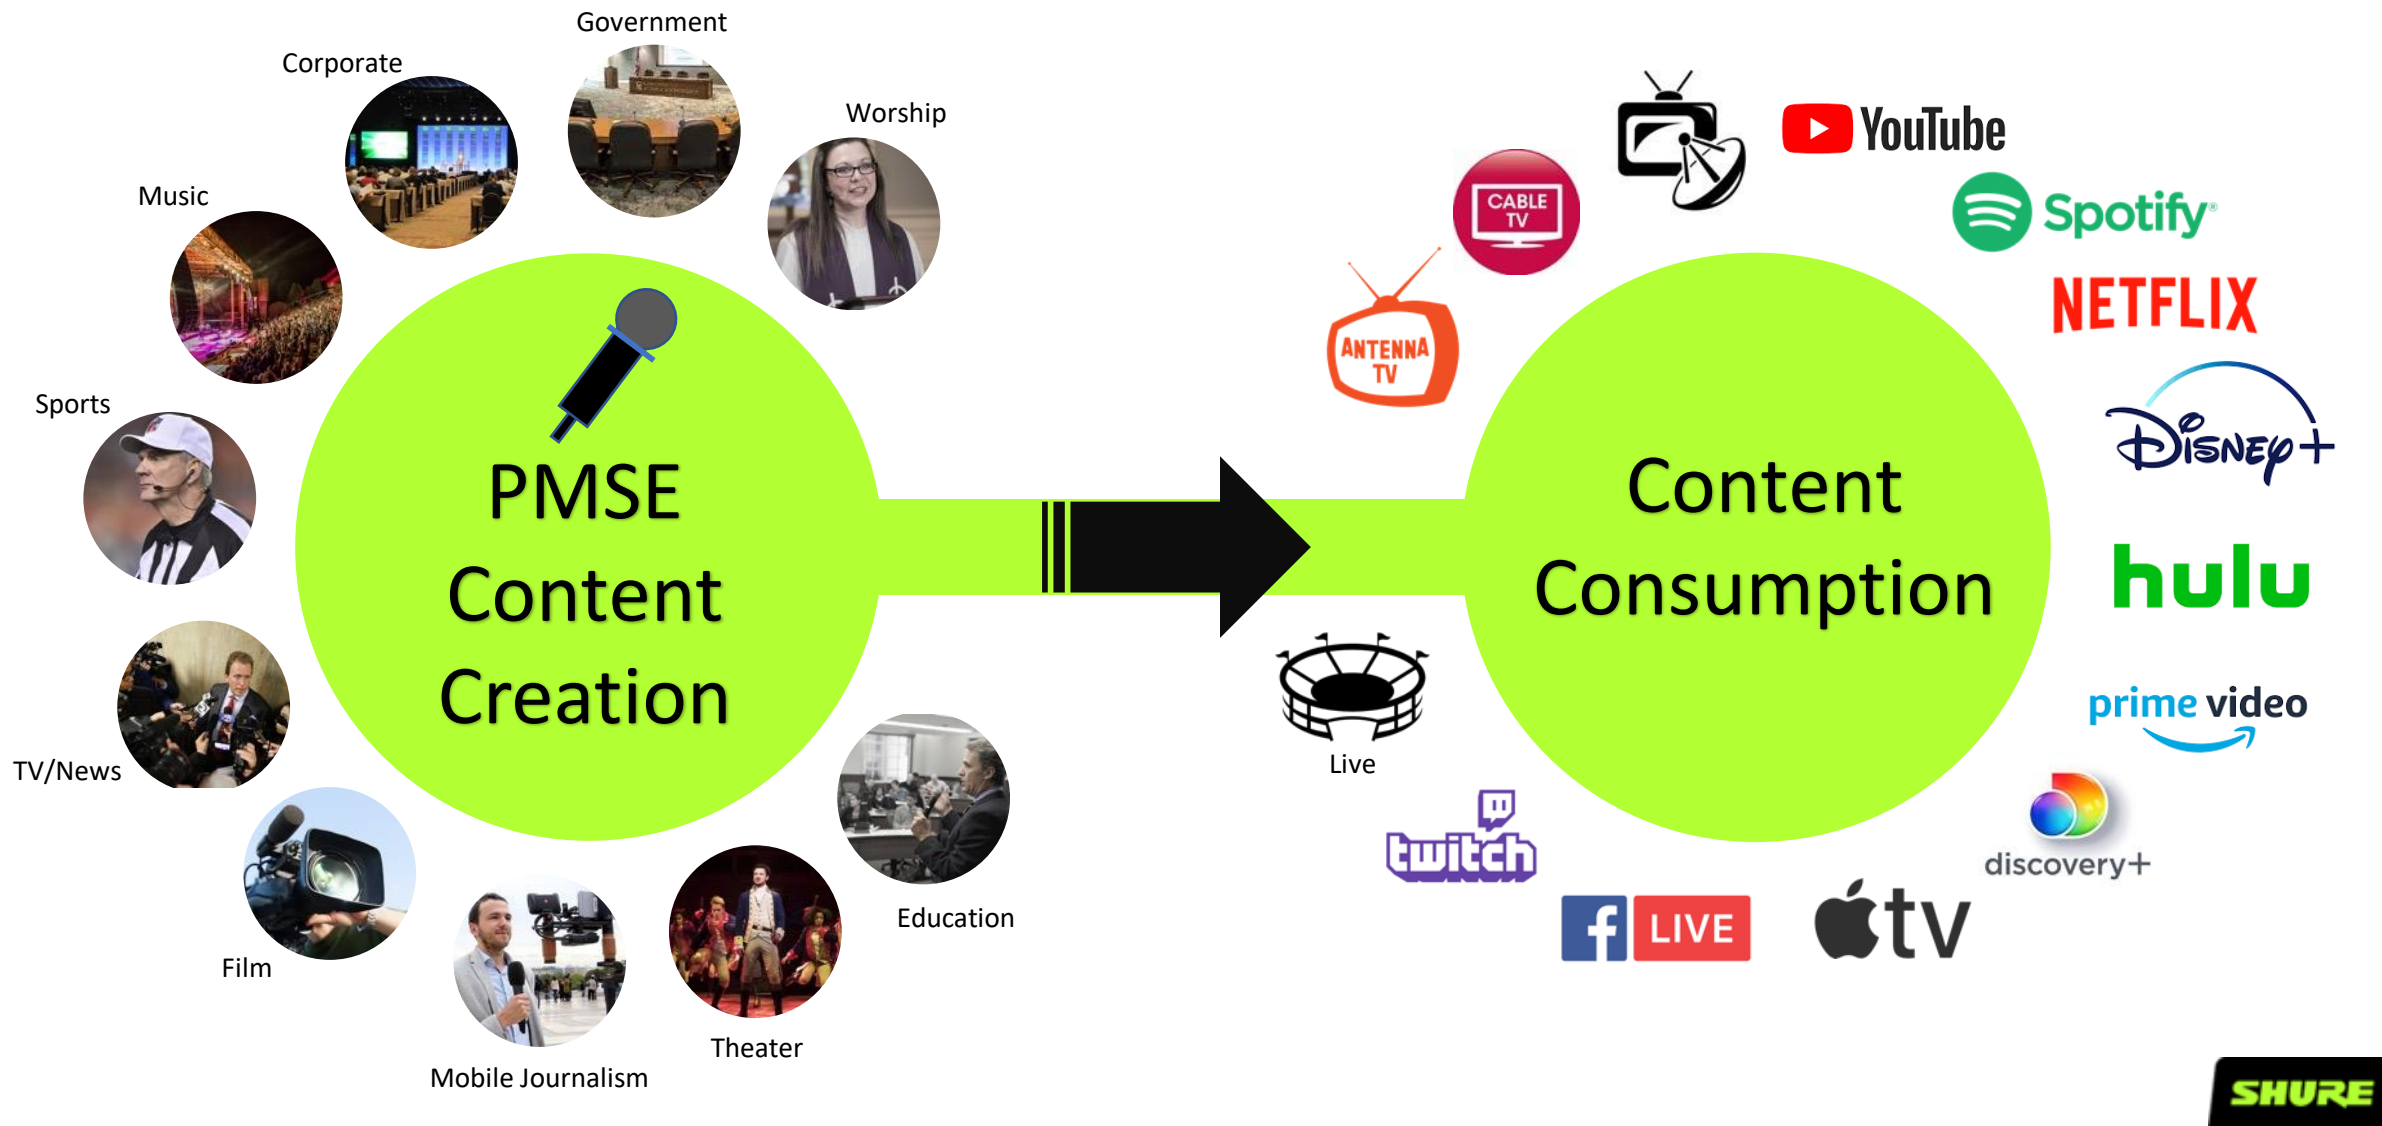 Government
Corporate
Worship
Music
Sports
TV/News
Film
Mobile Journalism
Theater
Education
PMSE
Content
Creation
Content
Consumption
ANTENNA
TV
CABLE
TV
YouTube
Spotify®
NETFLIX
Disney+
hulu
prime video
discovery+
tv
f LIVE
twitch
Live
SHURE